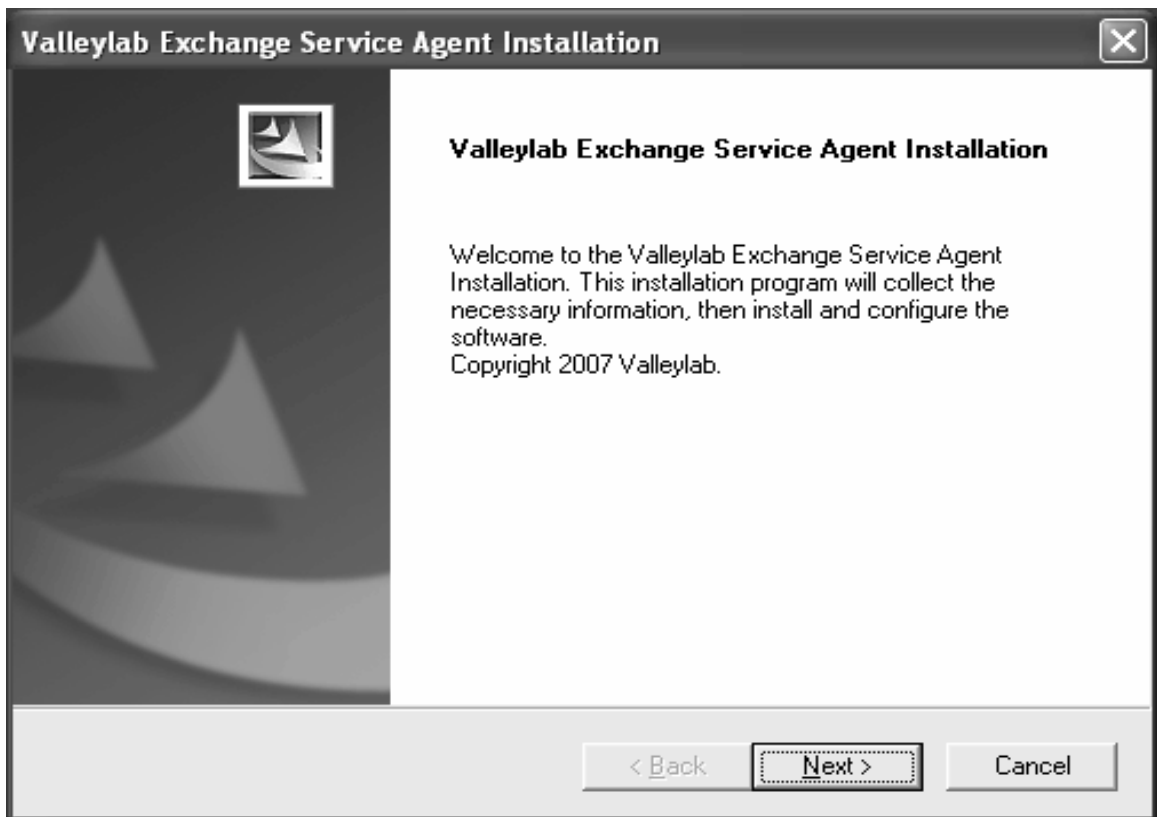 Valleylab Exchange Service Agent Installation
Valleylab Exchange Service Agent Installation
Welcome to the Valleylab Exchange Service Agent
Installation. This installation program will collect the
necessary information, then install and configure the
software.
Copyright 2007 Valleylab.
< Back
Next >
Cancel